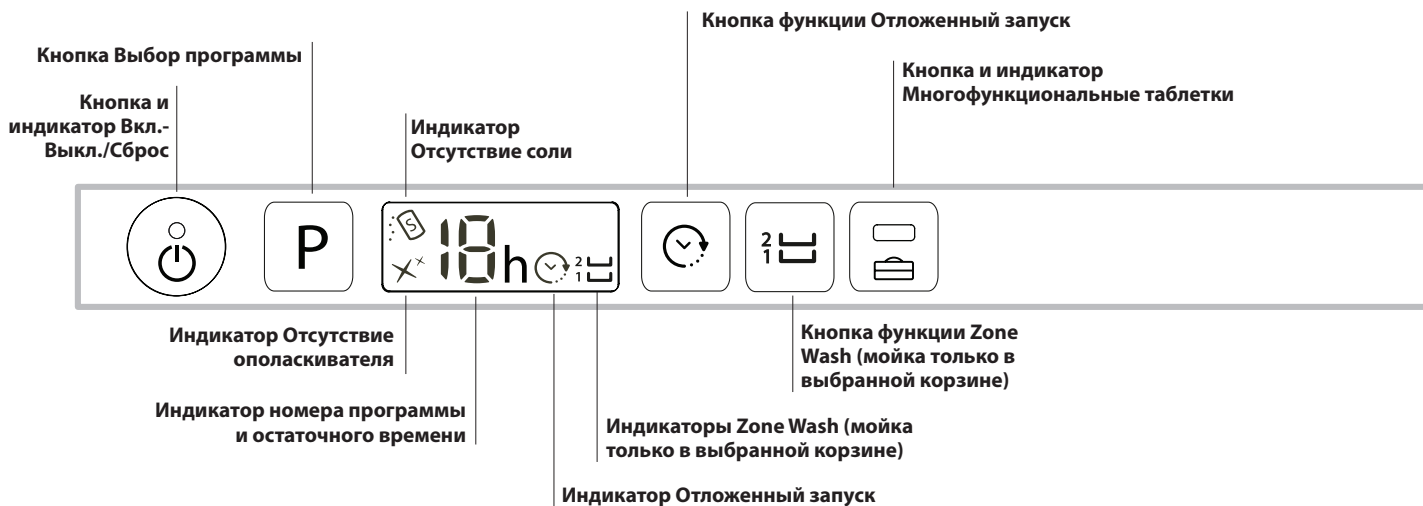 Кнопка функции Отложенный запуск
Кнопка Выбор программы
Кнопка и индикатор
Многофункциональные таблетки
Кнопка и
индикатор Вкл.-
Выкл./Сброс
Индикатор
Отсутствие соли
P
S
18h
2
1
2
1
Индикатор Отсутствие
ополаскивателя
Кнопка функции Zone
Wash (мойка только в
выбранной корзине)
Индикатор номера программы
и остаточного времени
Индикаторы Zone Wash (мойка
только в выбранной корзине)
Индикатор Отложенный запуск